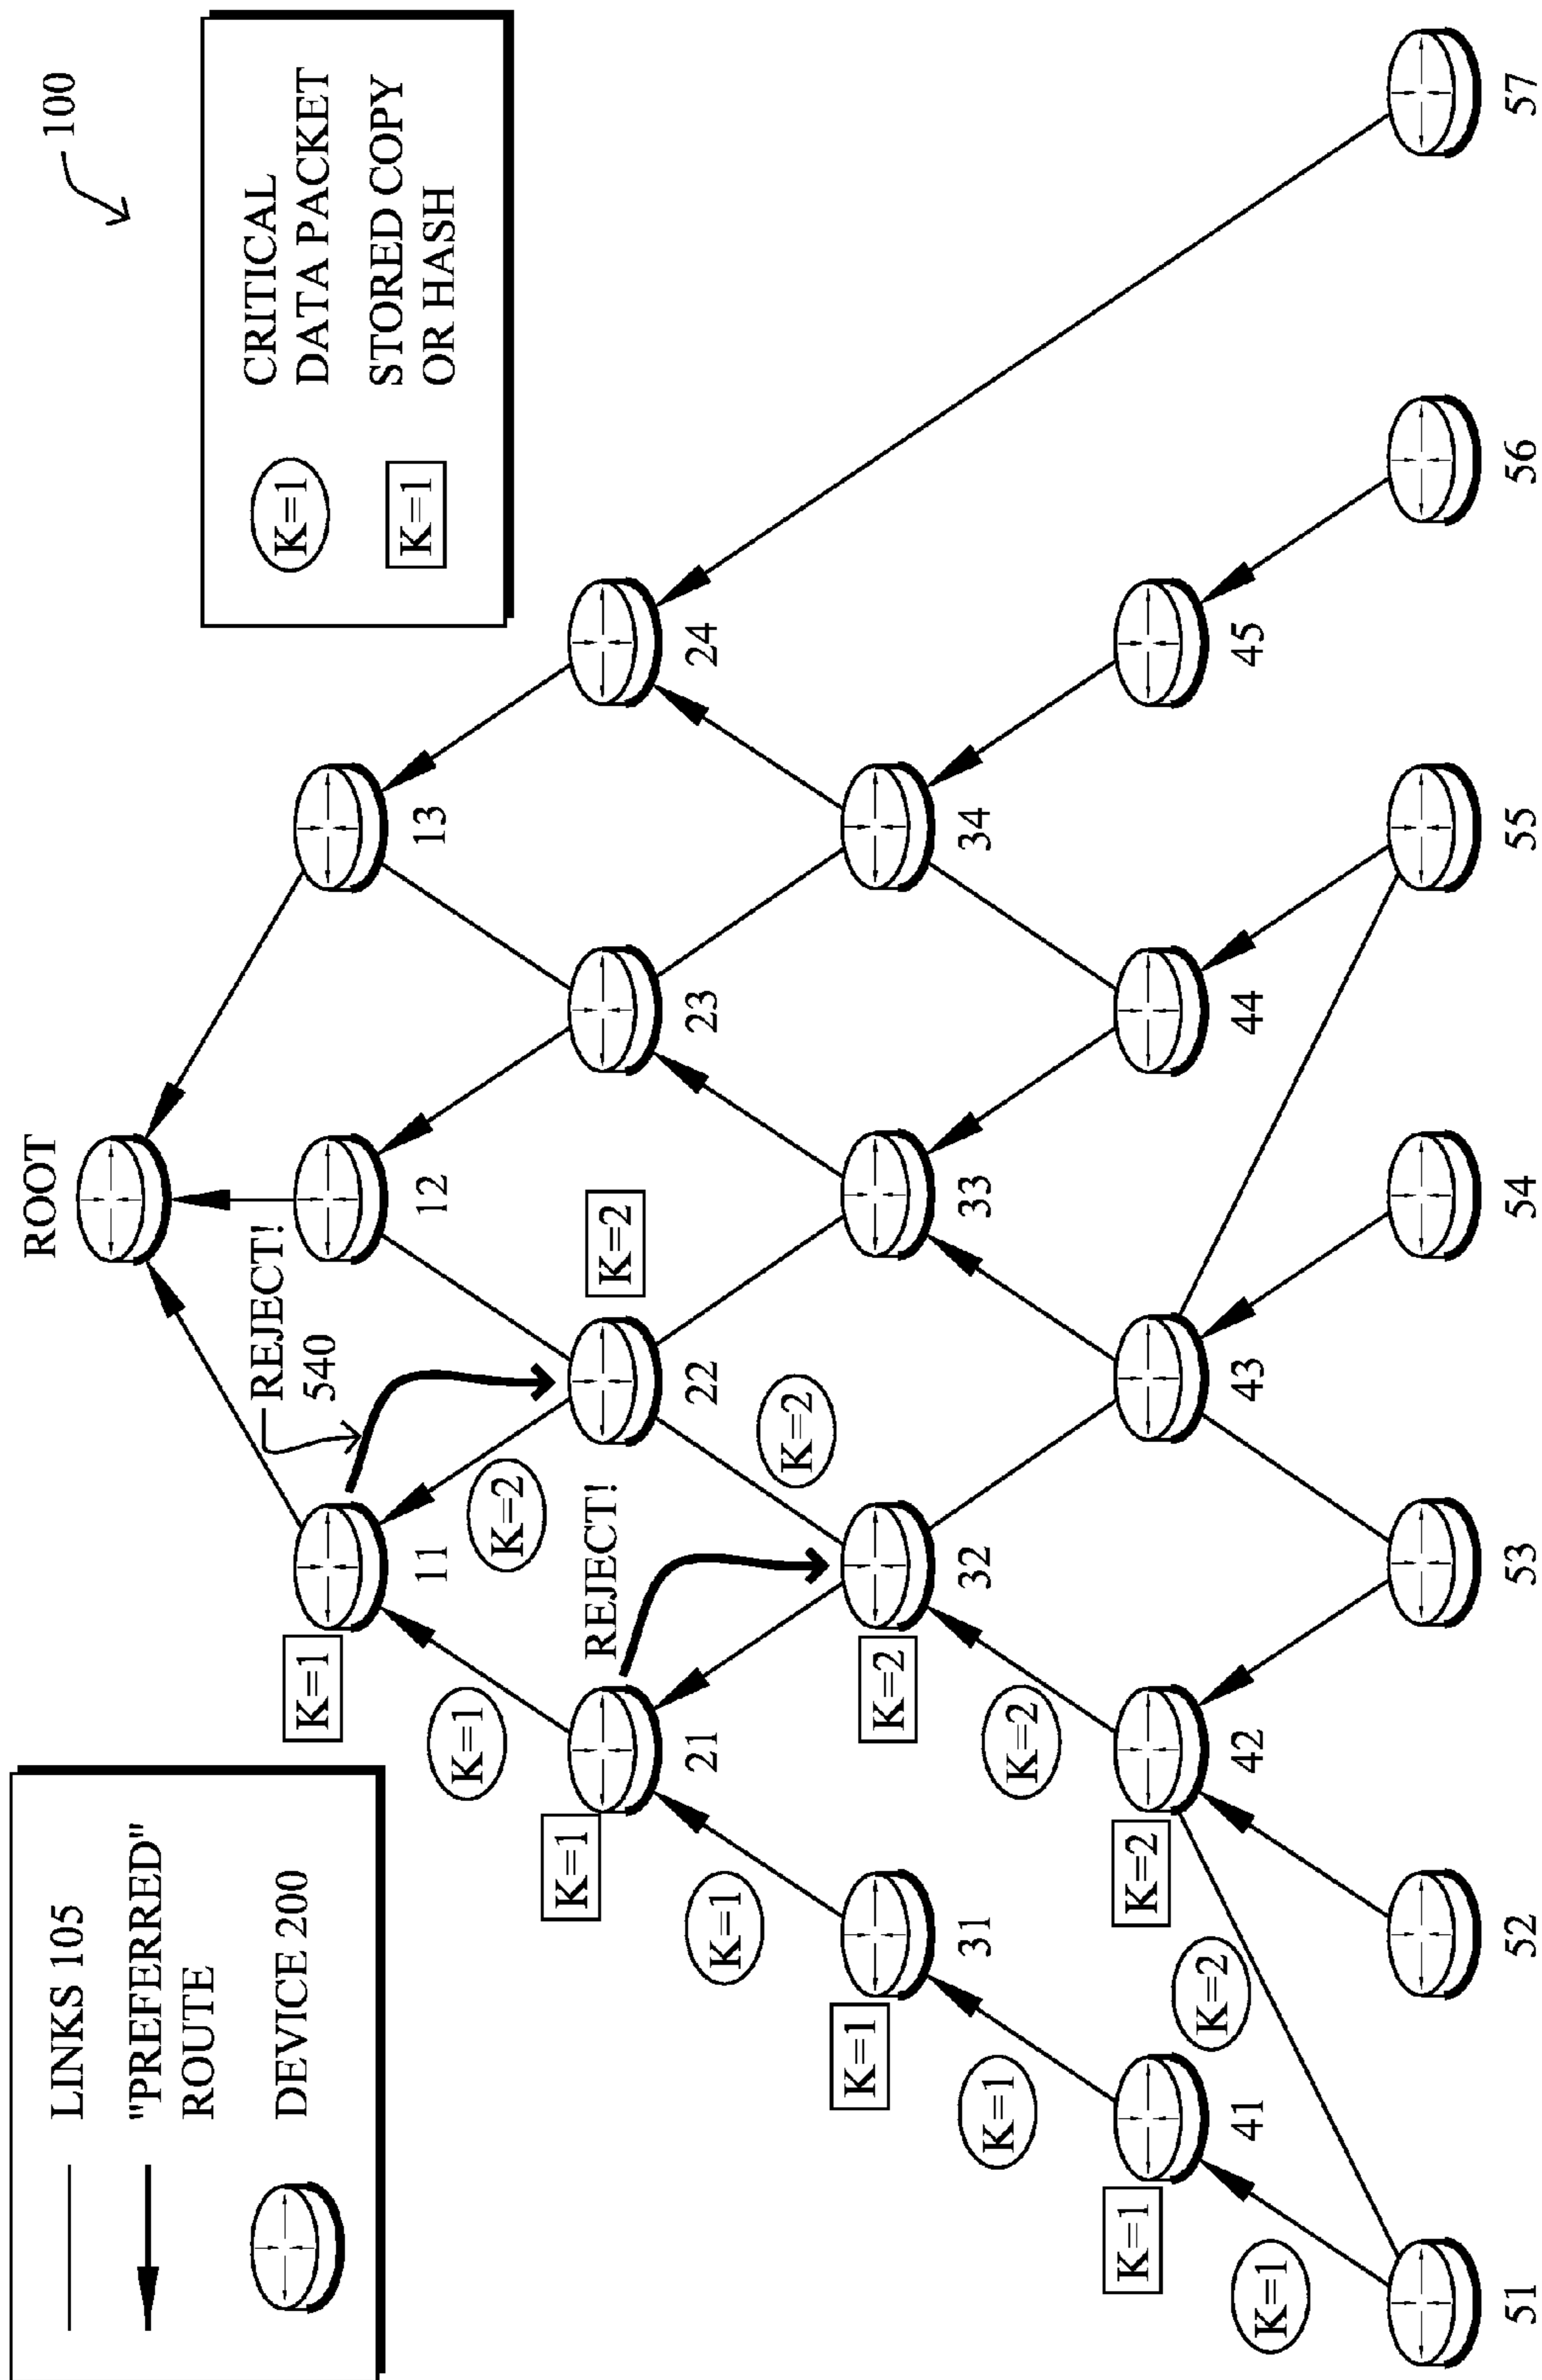 LINKS 105
"PREFERRED"
ROUTE
DEVICE 200
100
K=1
CRITICAL
DATA PACKET
K=1
STORED COPY
OR HASH
ROOT
REJECT!
540
K=1
11
12
13
K=1
K=2
K=2
K=1
21
REJECT!
22
23
24
K=1
K=2
K=1
31
K=2
32
33
34
K=1
K=2
K=1
41
K=2
42
43
44
45
K=2
K=1
51
52
53
54
55
56
57